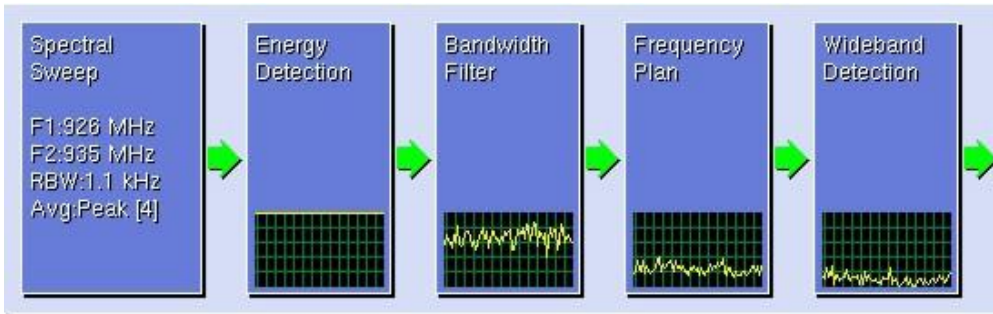 Spectral
Sweep
F1:926 MHz
F2:935 MHz
RBW:1.1 kHz
Avg:Peak [4]
Energy
Detection
Bandwidth
Filter
Frequency
Plan
Wideband
Detection